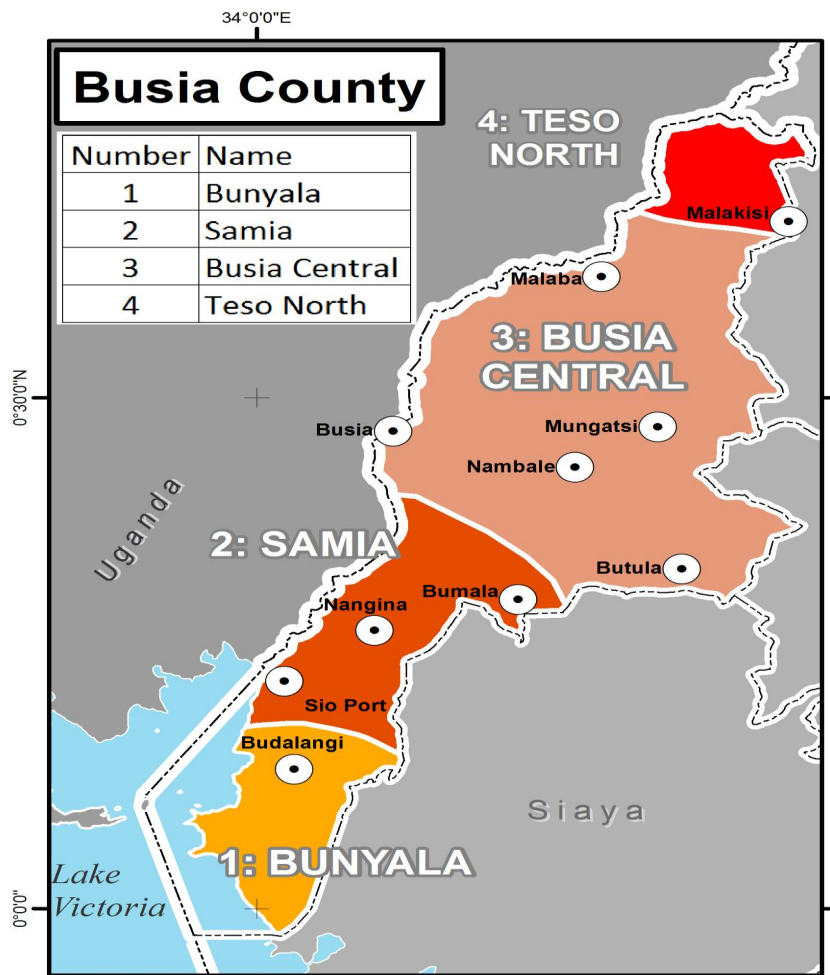 34°0'0"E
Busia County
Number Name
1 Bunyala
2 Samia
3 Busia Central
4 Teso North
4: TESO
NORTH
Malakisi
Malaba
3: BUSIA
CENTRAL
0°30'0"N
Busia
Mungatsi
Nambale
Uganda
2: SAMIA
Butula
Bumala
Nangina
Sio Port
Budalangi
Siaya
1: BUNYALA
Lake
Victoria
0°0'0"